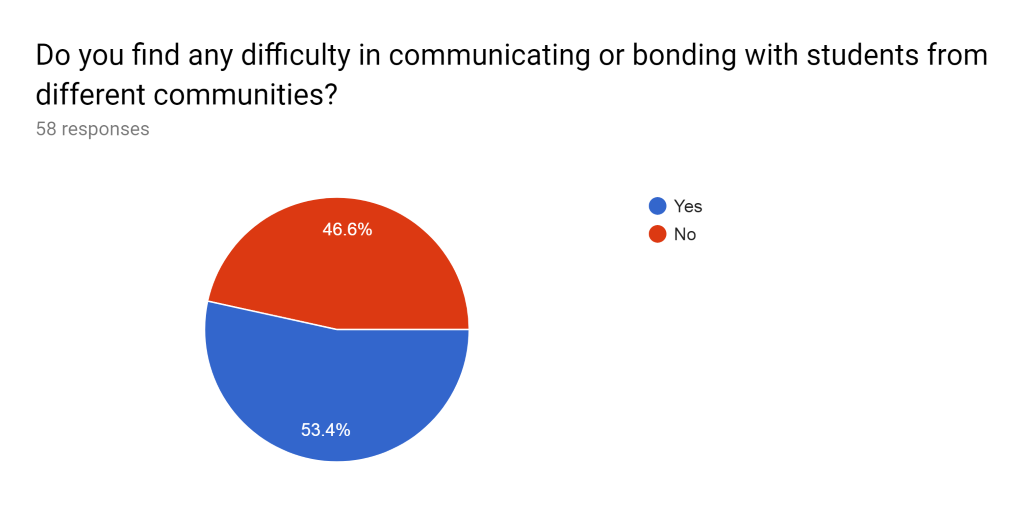 Do you find any difficulty in communicating or bonding with students from
different communities?
58 responses
Yes
No
46.6%
53.4%